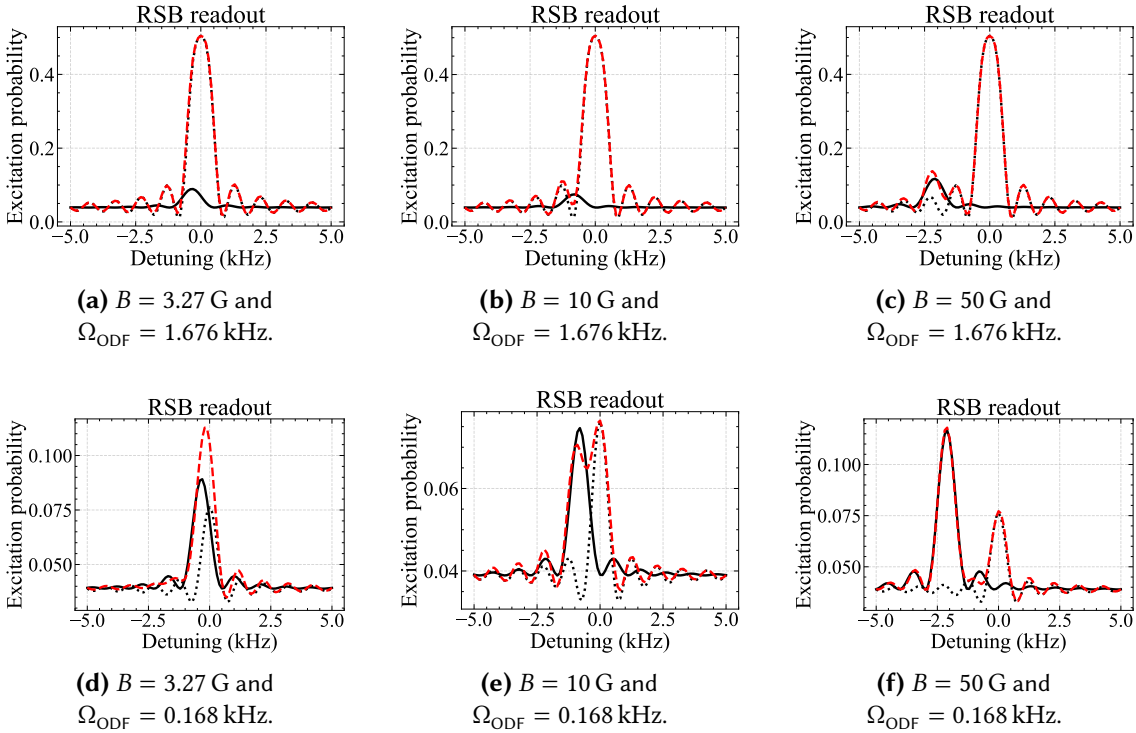 RSB readout
RSB readout
RSB readout
Excitation probability
0.4
0.2
0.0
−5.0 −2.5 0.0 2.5 5.0
Detuning (kHz)
Excitation probability
0.4
0.2
0.0
−5.0 −2.5 0.0 2.5 5.0
Detuning (kHz)
Excitation probability
0.4
0.2
0.0
−5.0 −2.5 0.0 2.5 5.0
Detuning (kHz)
(a) B = 3.27 G and
Ω_ODF = 1.676 kHz.
(b) B = 10 G and
Ω_ODF = 1.676 kHz.
(c) B = 50 G and
Ω_ODF = 1.676 kHz.
RSB readout
RSB readout
RSB readout
Excitation probability
0.100
0.075
0.050
−5.0 −2.5 0.0 2.5 5.0
Detuning (kHz)
Excitation probability
0.06
0.04
−5.0 −2.5 0.0 2.5 5.0
Detuning (kHz)
Excitation probability
0.100
0.075
0.050
−5.0 −2.5 0.0 2.5 5.0
Detuning (kHz)
(d) B = 3.27 G and
Ω_ODF = 0.168 kHz.
(e) B = 10 G and
Ω_ODF = 0.168 kHz.
(f) B = 50 G and
Ω_ODF = 0.168 kHz.